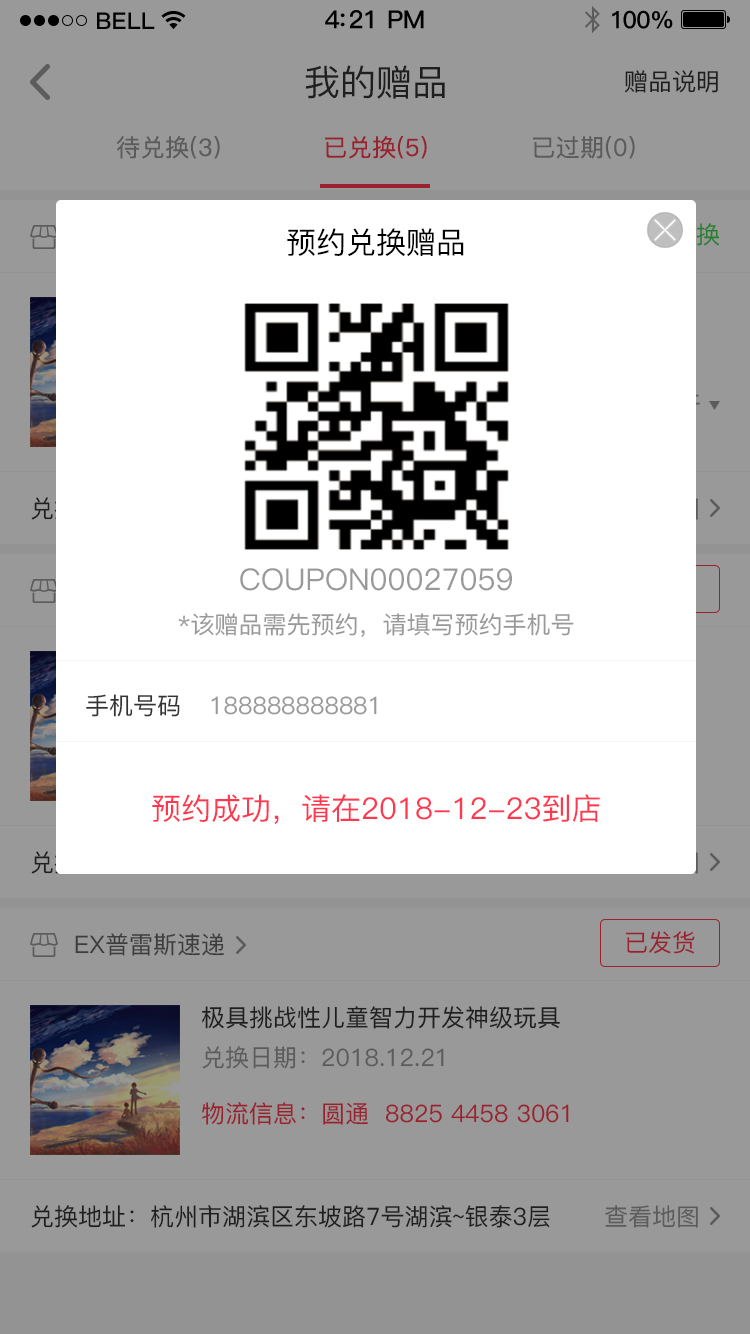 BELL 4:21 PM 100%
我的赠品 赠品说明
待兑换(3) 已兑换(5) 已过期(0)
换
预约兑换赠品
COUPON00027059
*该赠品需先预约，请填写预约手机号
兑
手机号码 188888888881
预约成功，请在2018-12-23到店
兑
EX普雷斯速递 已发货
极具挑战性儿童智力开发神级玩具
兑换日期：2018.12.21
物流信息：圆通 8825 4458 3061
兑换地址：杭州市湖滨区东坡路7号湖滨~银泰3层 查看地图